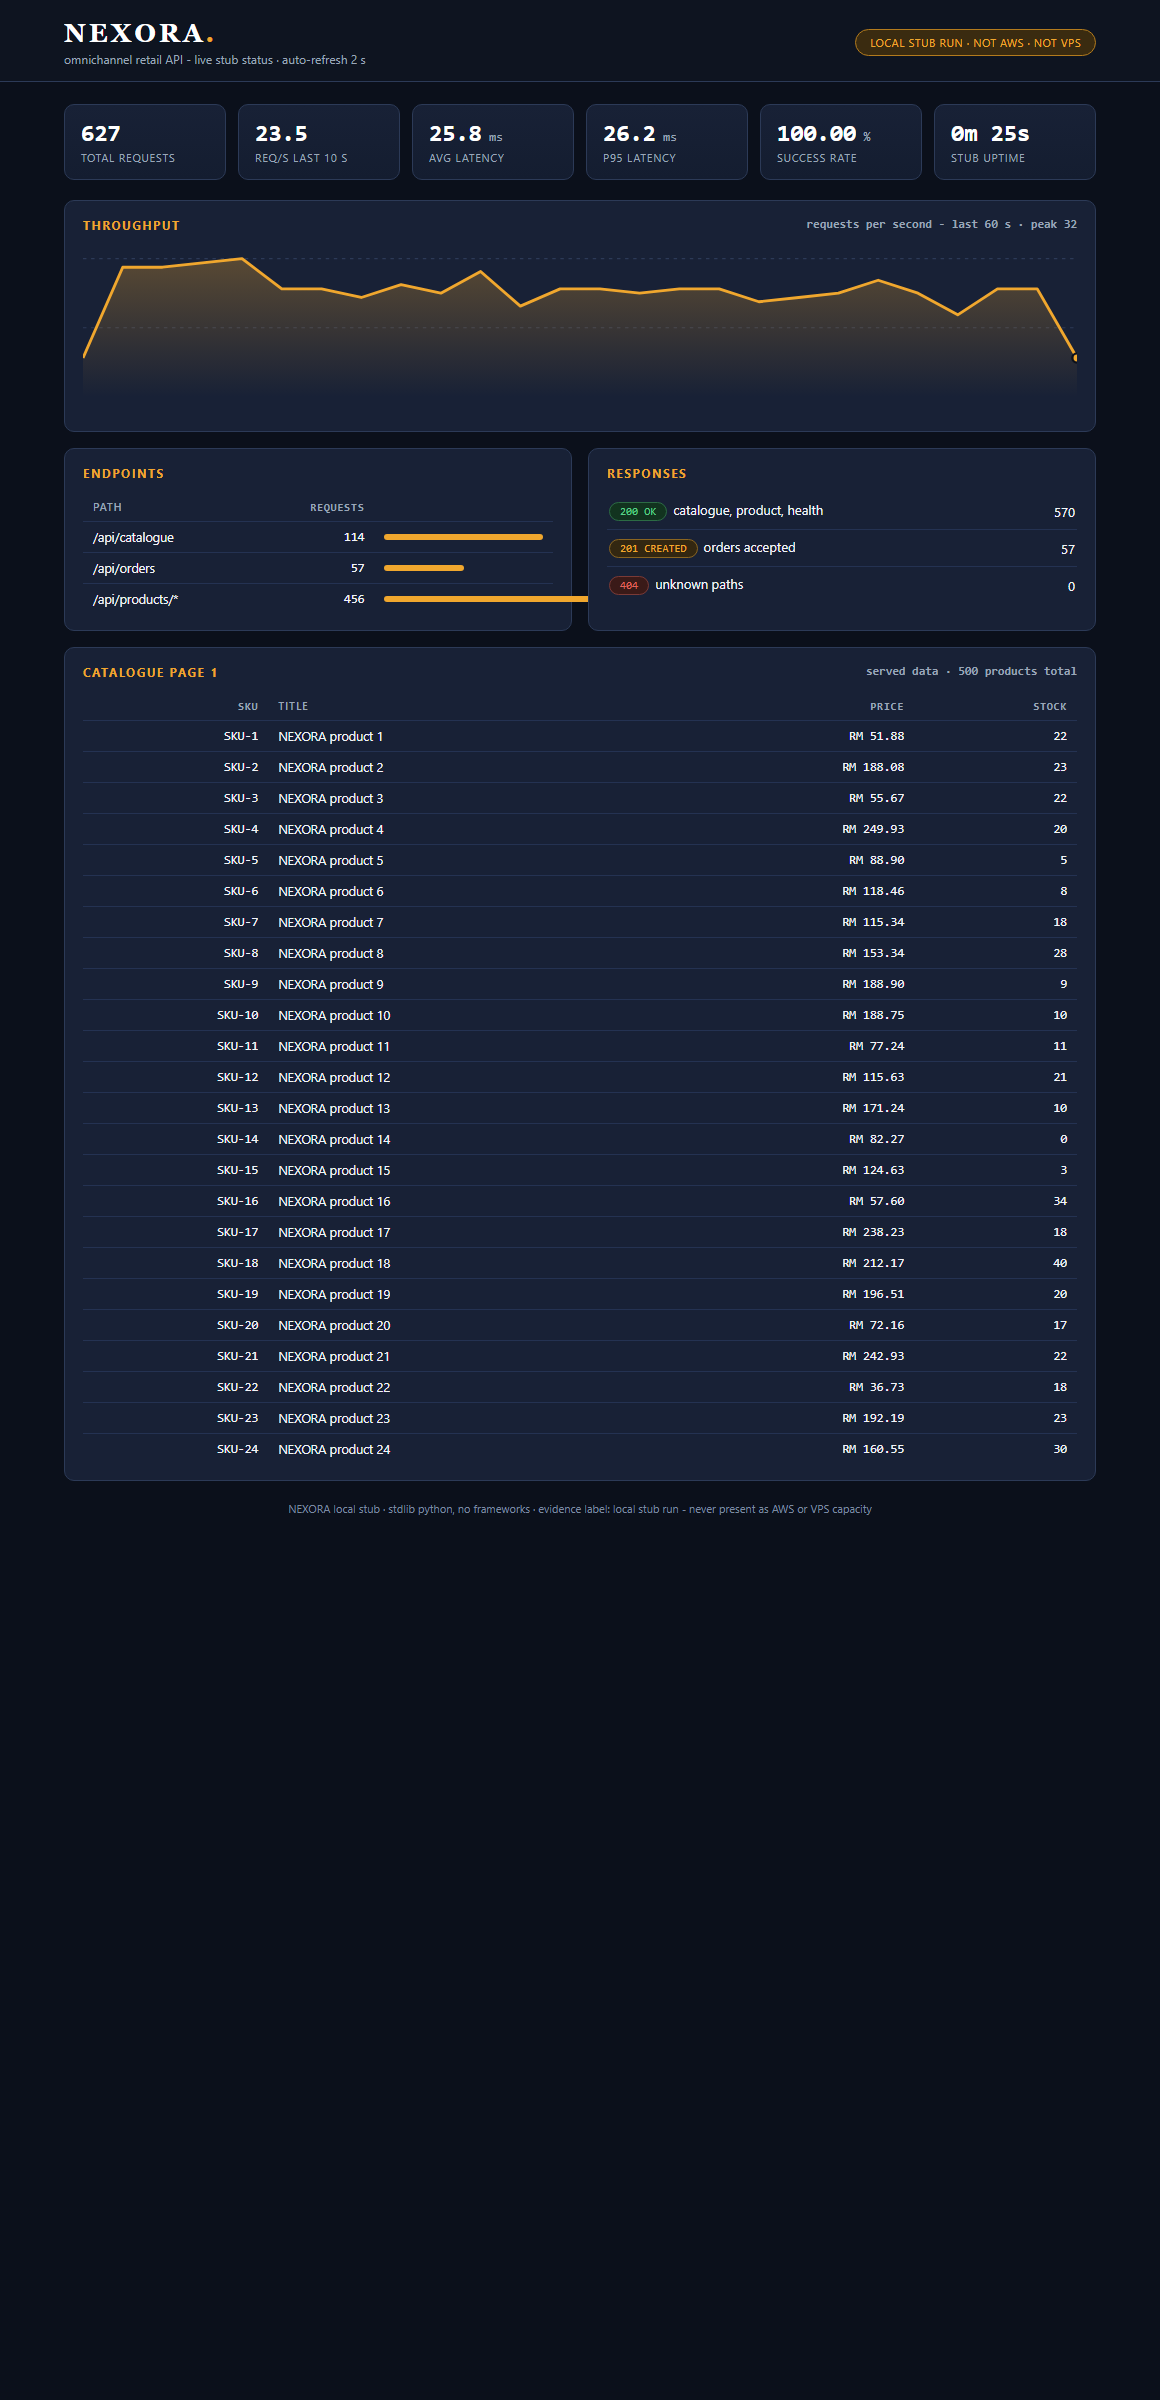 NEXORA.
omnichannel retail API - live stub status · auto-refresh 2 s
LOCAL STUB RUN · NOT AWS · NOT VPS
627
TOTAL REQUESTS
23.5
REQ/S LAST 10 S
25.8 ms
AVG LATENCY
26.2 ms
P95 LATENCY
100.00 %
SUCCESS RATE
0m 25s
STUB UPTIME
THROUGHPUT
requests per second - last 60 s · peak 32
ENDPOINTS
PATH REQUESTS
/api/catalogue 114
/api/orders 57
/api/products/* 456
RESPONSES
200 OK catalogue, product, health 570
201 CREATED orders accepted 57
404 unknown paths 0
CATALOGUE PAGE 1
served data · 500 products total
SKU TITLE PRICE STOCK
SKU-1 NEXORA product 1 RM 51.88 22
SKU-2 NEXORA product 2 RM 188.08 23
SKU-3 NEXORA product 3 RM 55.67 22
SKU-4 NEXORA product 4 RM 249.93 20
SKU-5 NEXORA product 5 RM 88.90 5
SKU-6 NEXORA product 6 RM 118.46 8
SKU-7 NEXORA product 7 RM 115.34 18
SKU-8 NEXORA product 8 RM 153.34 28
SKU-9 NEXORA product 9 RM 188.90 9
SKU-10 NEXORA product 10 RM 188.75 10
SKU-11 NEXORA product 11 RM 77.24 11
SKU-12 NEXORA product 12 RM 115.63 21
SKU-13 NEXORA product 13 RM 171.24 10
SKU-14 NEXORA product 14 RM 82.27 0
SKU-15 NEXORA product 15 RM 124.63 3
SKU-16 NEXORA product 16 RM 57.60 34
SKU-17 NEXORA product 17 RM 238.23 18
SKU-18 NEXORA product 18 RM 212.17 40
SKU-19 NEXORA product 19 RM 196.51 20
SKU-20 NEXORA product 20 RM 72.16 17
SKU-21 NEXORA product 21 RM 242.93 22
SKU-22 NEXORA product 22 RM 36.73 18
SKU-23 NEXORA product 23 RM 192.19 23
SKU-24 NEXORA product 24 RM 160.55 30
NEXORA local stub · stdlib python, no frameworks · evidence label: local stub run - never present as AWS or VPS capacity